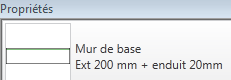 Propriétés
Mur de base
Ext 200 mm + enduit 20mm